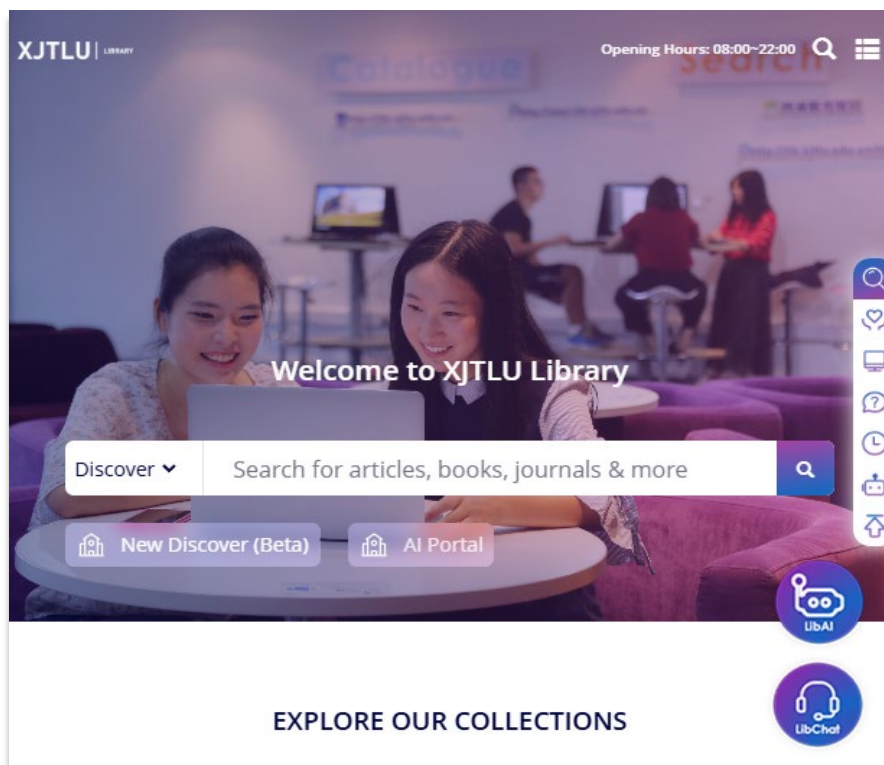 XJTLU | LIBRARY
Opening Hours: 08:00~22:00
Catalogue
Search
Welcome to XJTLU Library
Discover
Search for articles, books, journals & more
New Discover (Beta)
AI Portal
LibAI
EXPLORE OUR COLLECTIONS
LibChat